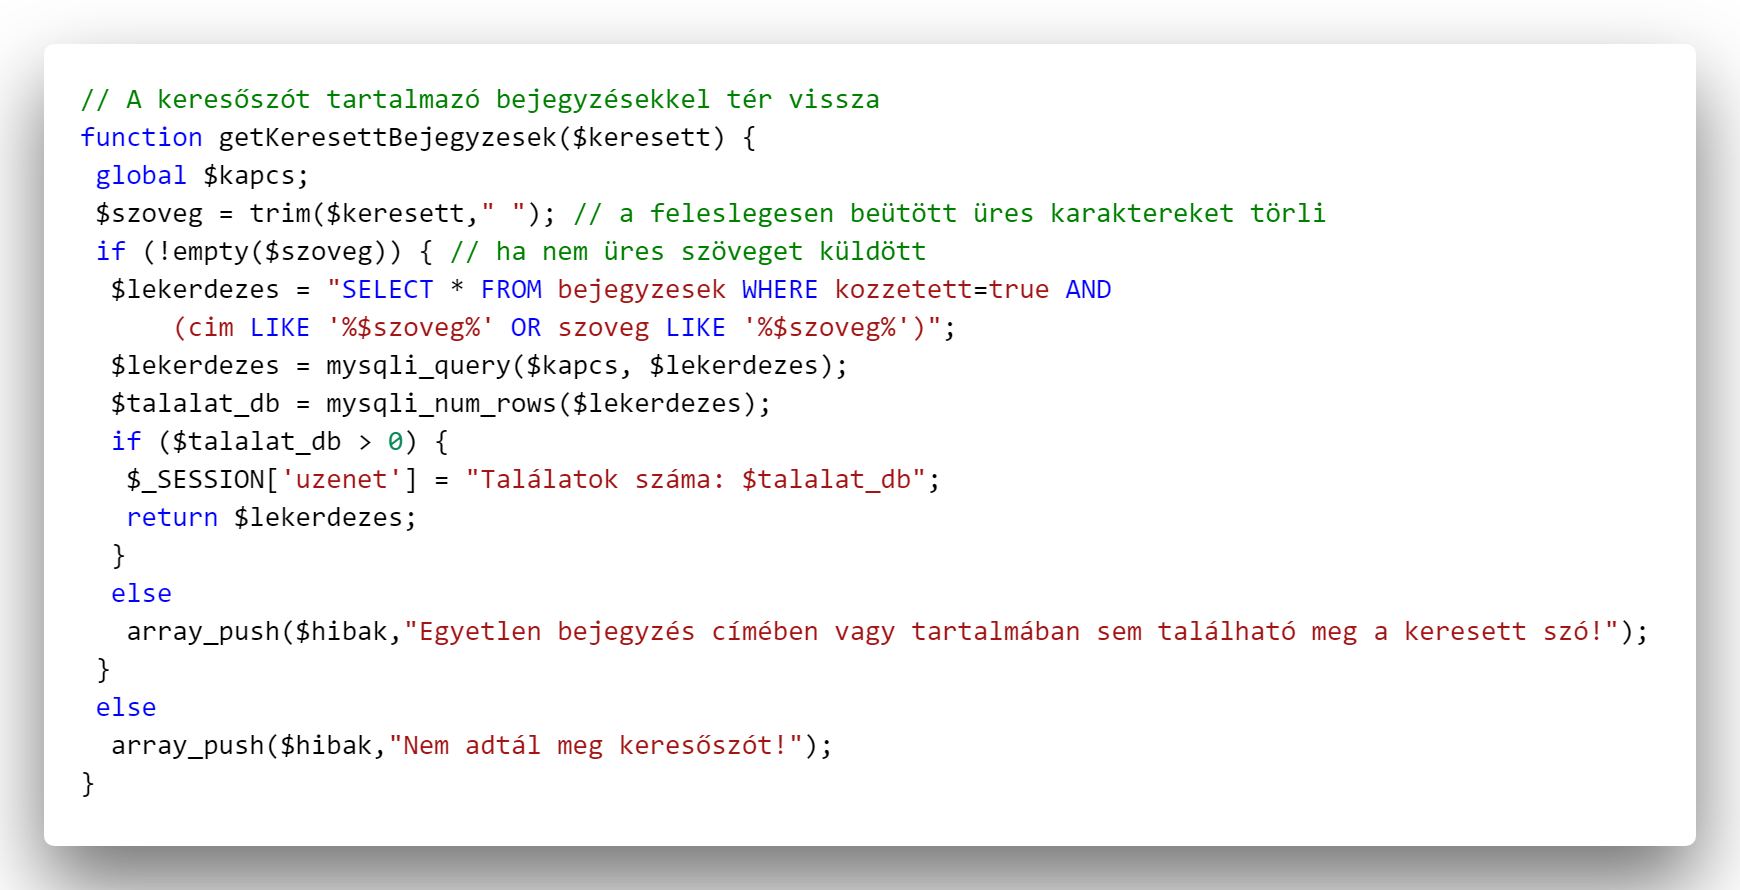 // A keresőszót tartalmazó bejegyzésekkel tér vissza
function getKeresettBejegyzesek($keresett) {
 global $kapcs;
 $szoveg = trim($keresett," "); // a feleslegesen beütött üres karaktereket törli
 if (!empty($szoveg)) { // ha nem üres szöveget küldött
  $lekerdezes = "SELECT * FROM bejegyzesek WHERE kozzetett=true AND
      (cim LIKE '%$szoveg%' OR szoveg LIKE '%$szoveg%')";
  $lekerdezes = mysqli_query($kapcs, $lekerdezes);
  $talalat_db = mysqli_num_rows($lekerdezes);
  if ($talalat_db > 0) {
   $_SESSION['uzenet'] = "Találatok száma: $talalat_db";
   return $lekerdezes;
  }
  else
   array_push($hibak,"Egyetlen bejegyzés címében vagy tartalmában sem található meg a keresett szó!");
 }
 else
  array_push($hibak,"Nem adtál meg keresőszót!");
}